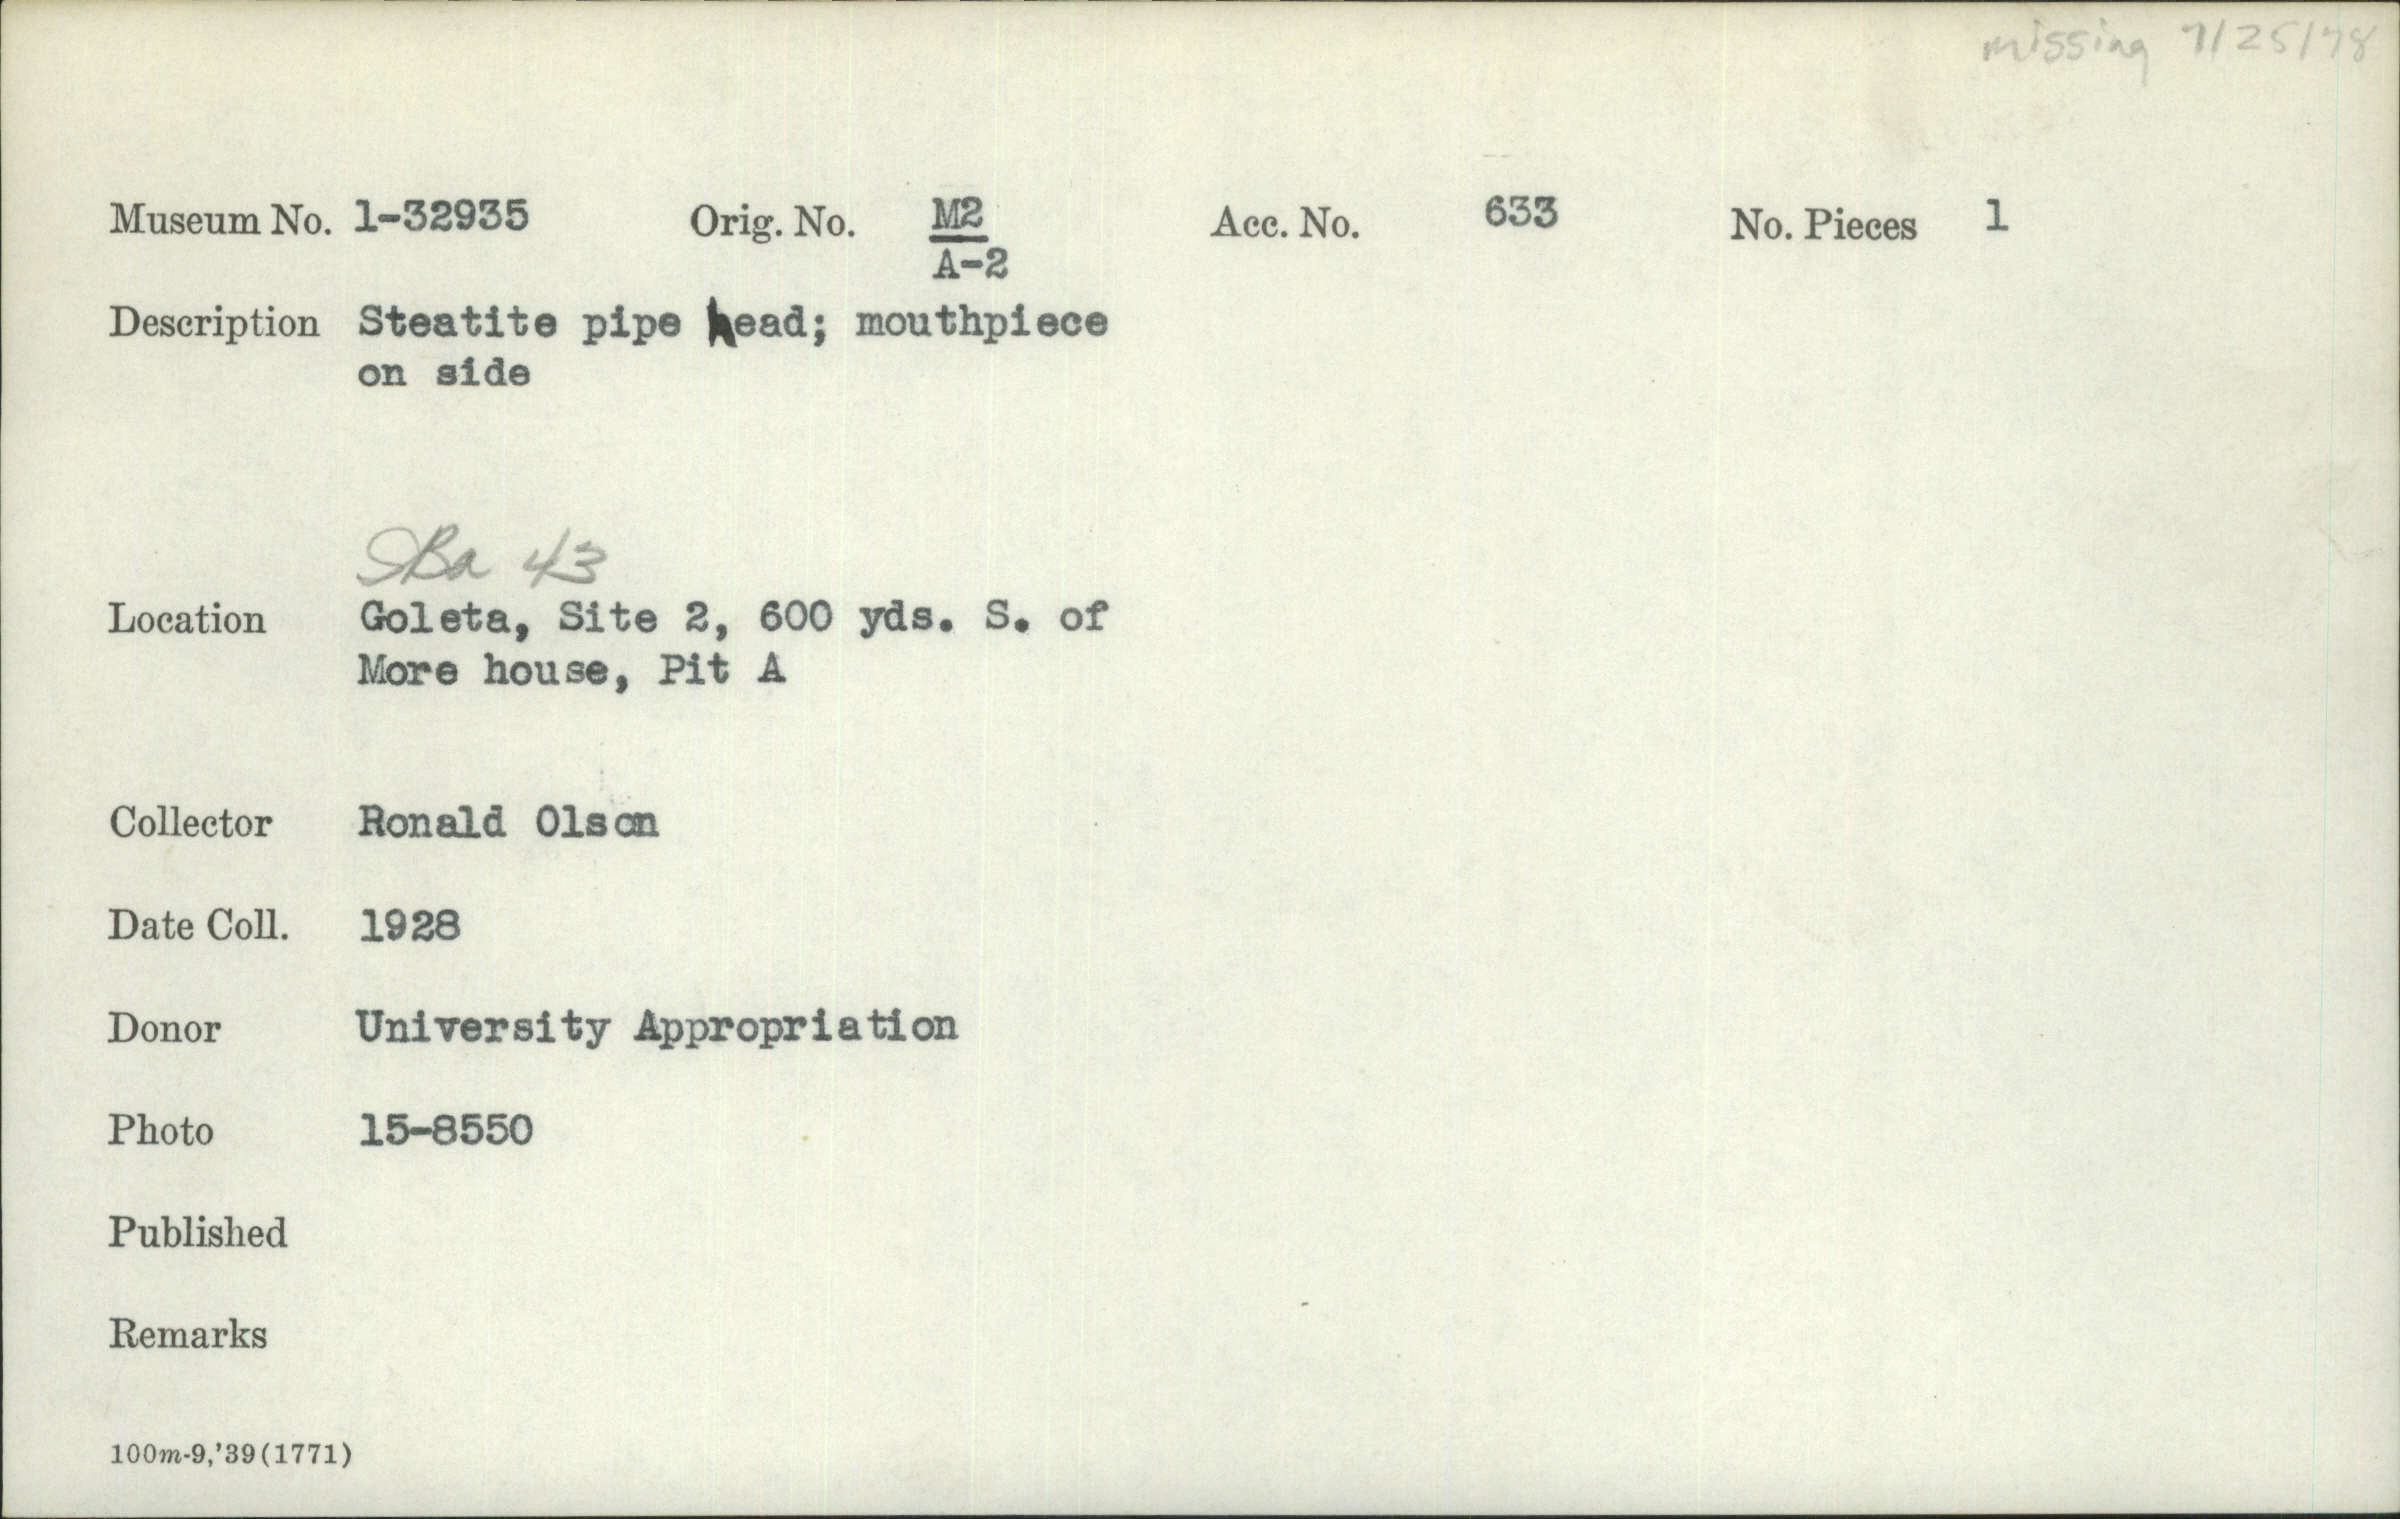 missing 7/25/78
Museum No. 1-32935 Orig. No. M2 Acc. No. 633 No. Pieces 1
A-2
Description Steatite pipe head; mouthpiece
on side
SBa 43
Location Goleta, Site 2, 600 yds. S. of
More house, Pit A
Collector Ronald Olson
Date Coll. 1928
Donor University Appropriation
Photo 15-8550
Published
Remarks
100m-9,'39(1771)